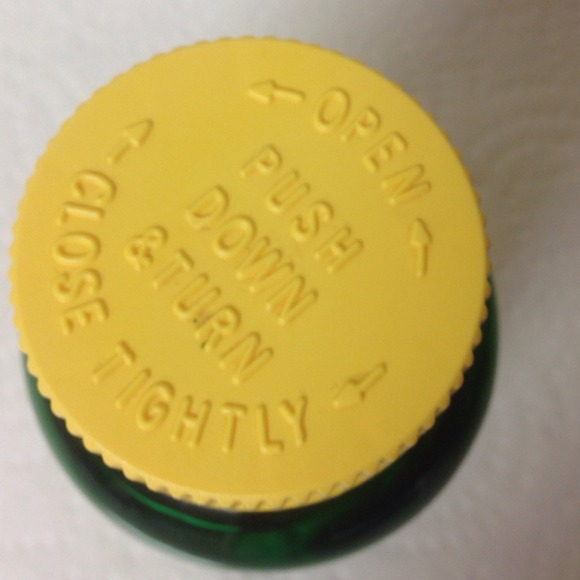 OPEN
PUSH
DOWN
& TURN
CLOSE TIGHTLY